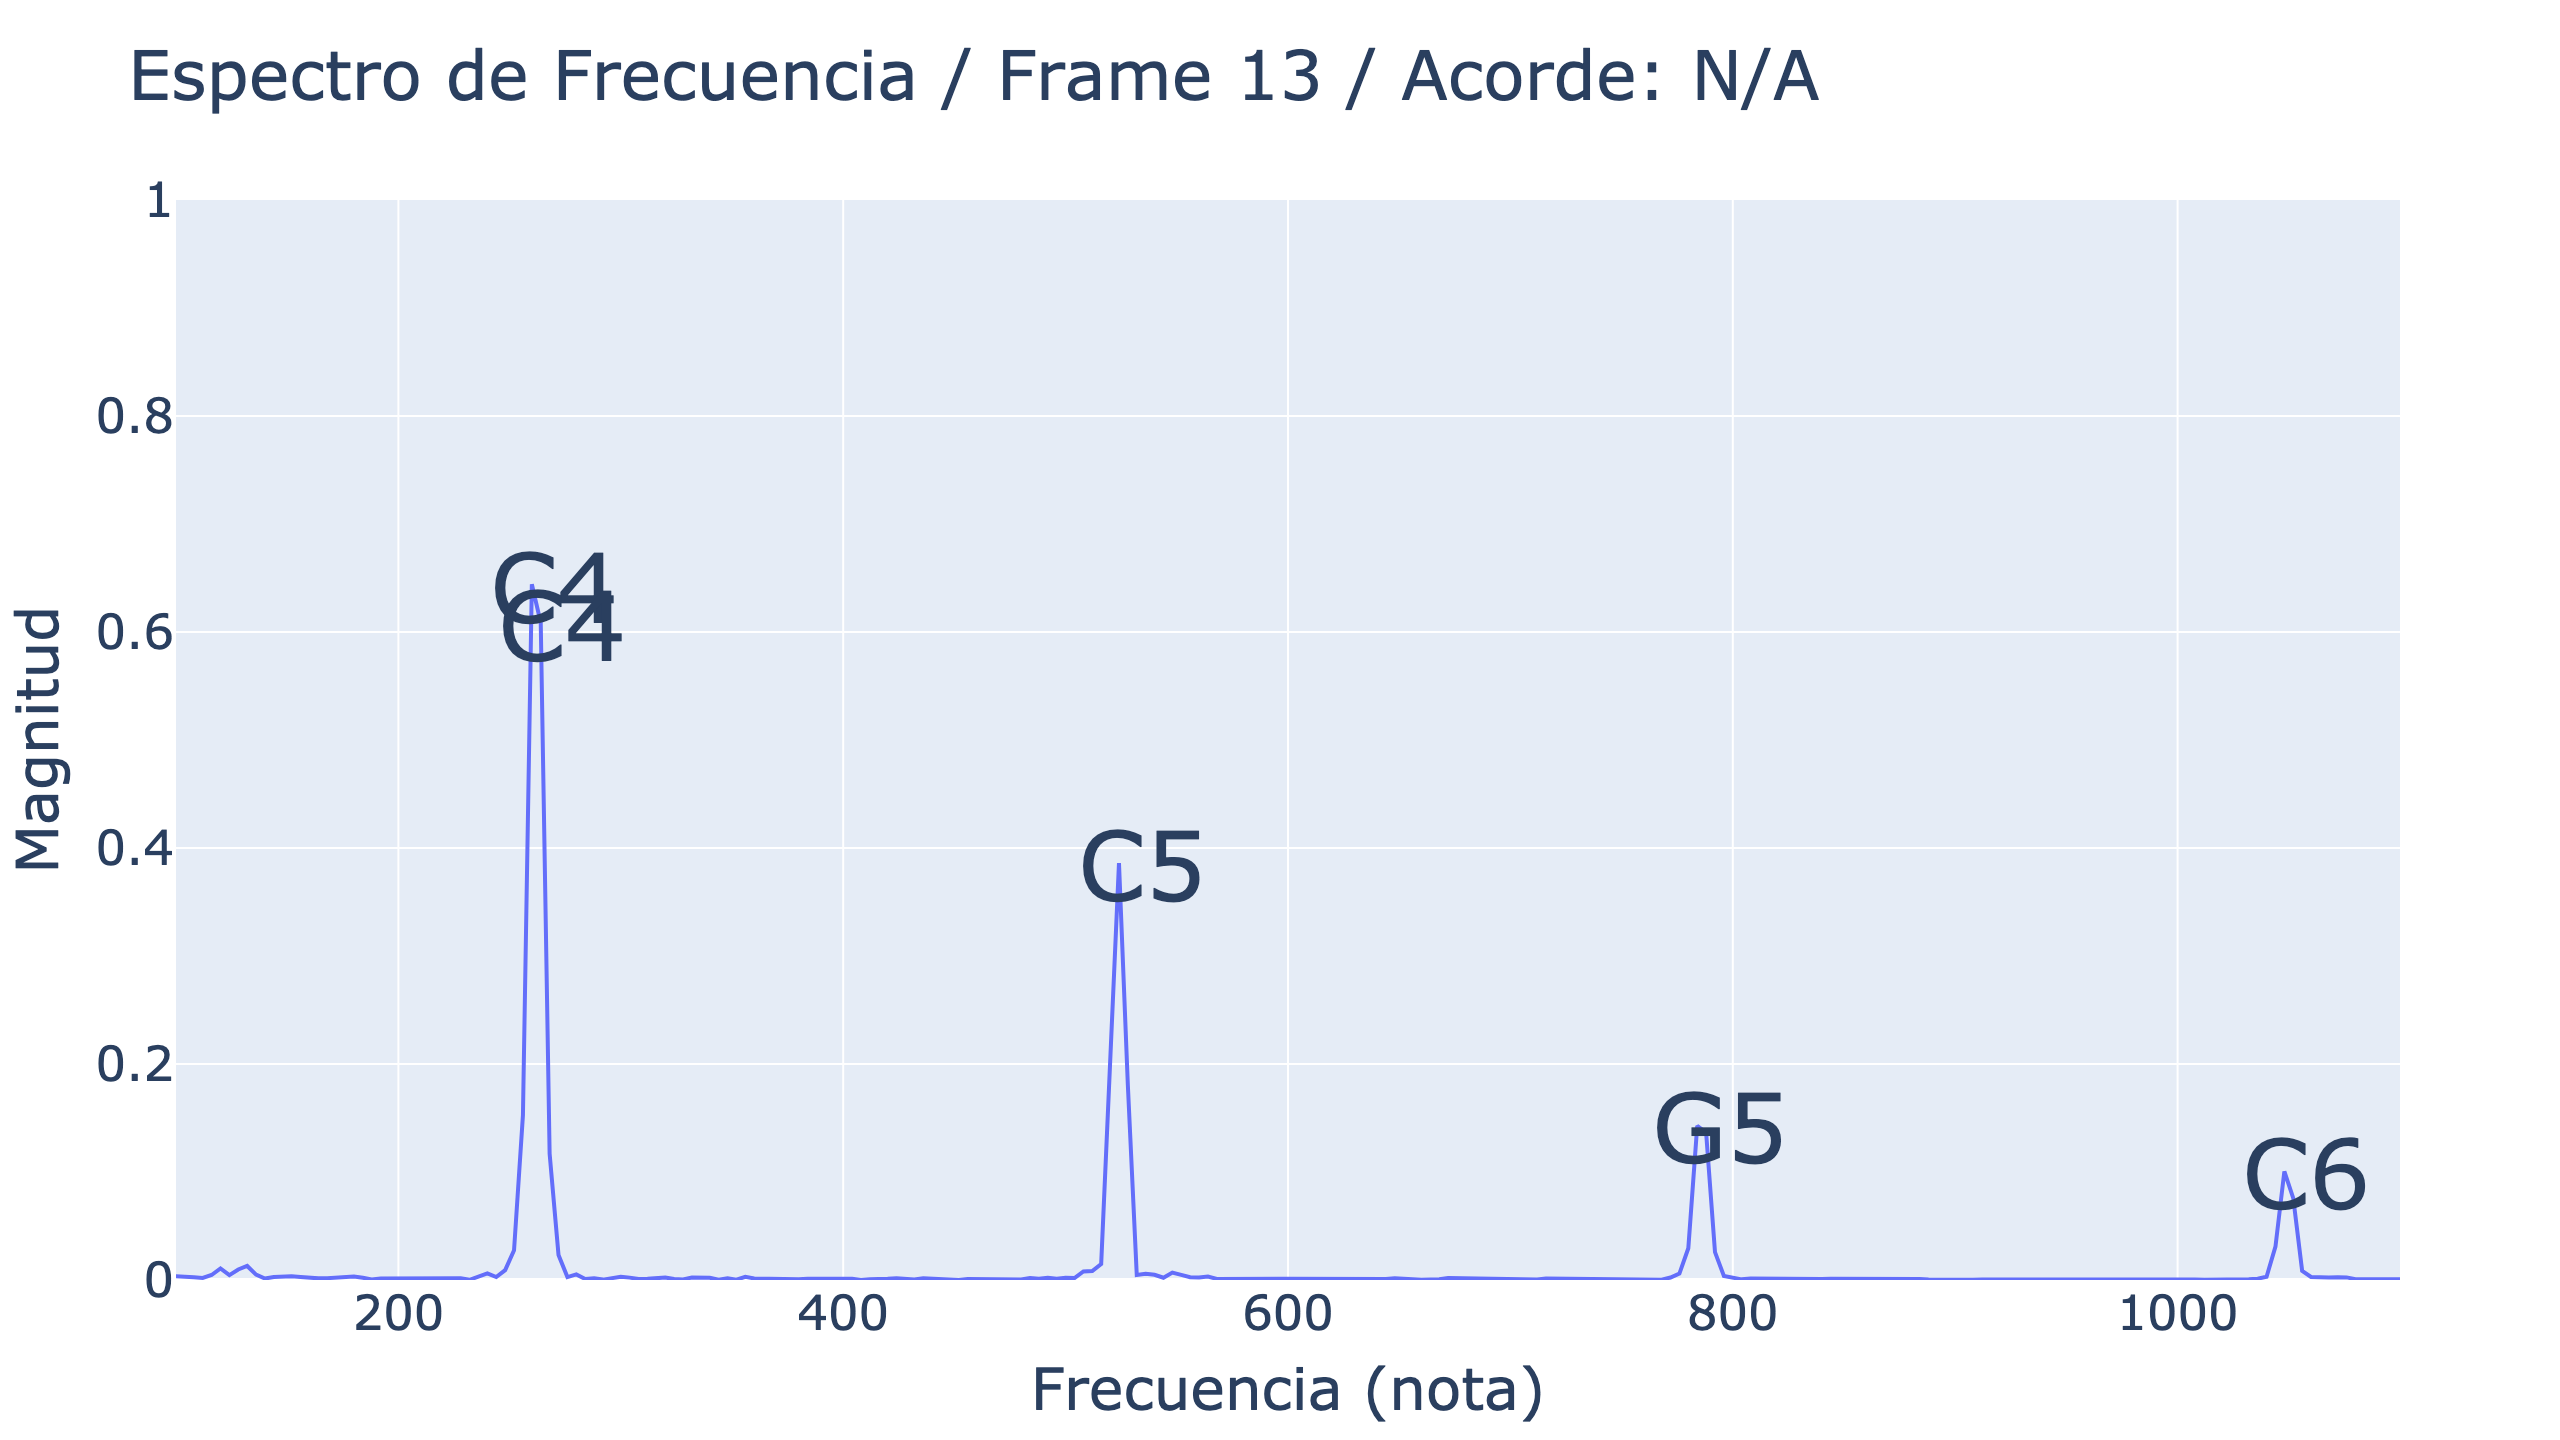 Espectro de Frecuencia / Frame 13 / Acorde: N/A
1
0.8
0.6
0.4
0.2
0
Magnitud
C4
C4
C5
G5
C6
200 400 600 800 1000
Frecuencia (nota)